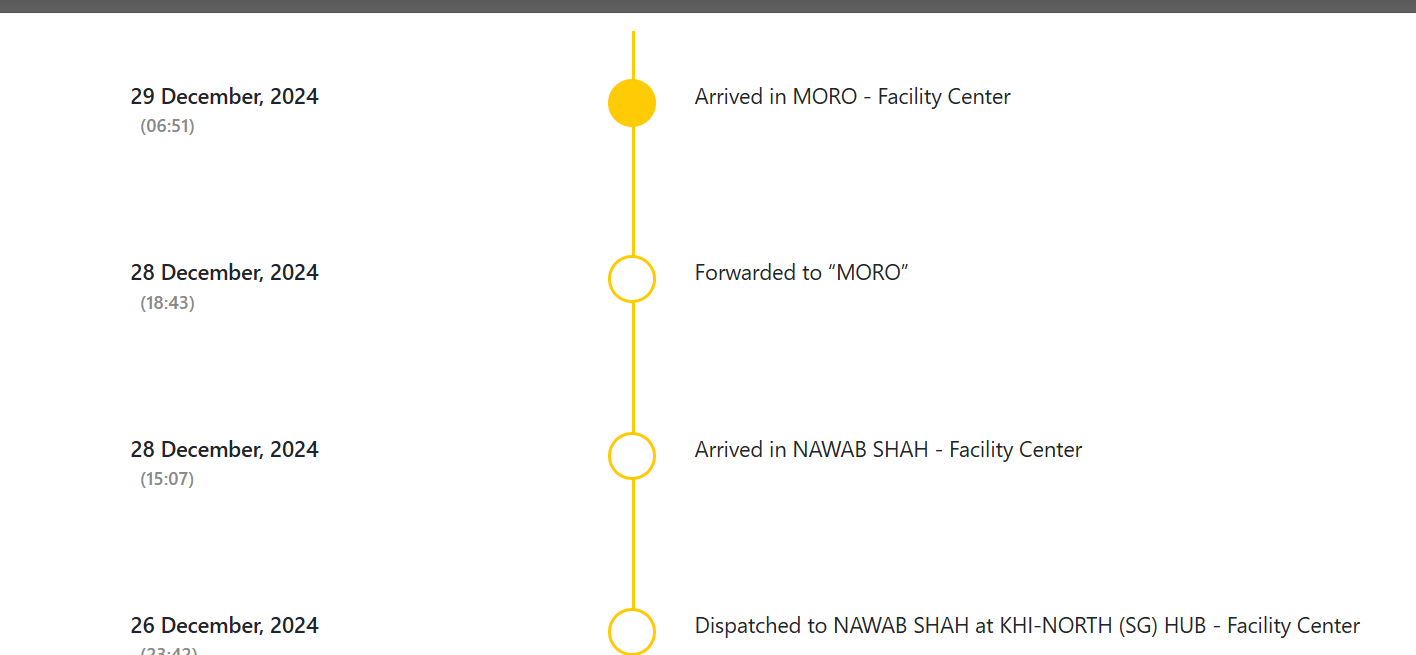 29 December, 2024
(06:51)
Arrived in MORO - Facility Center
28 December, 2024
(18:43)
Forwarded to “MORO”
28 December, 2024
(15:07)
Arrived in NAWAB SHAH - Facility Center
26 December, 2024
(23:42)
Dispatched to NAWAB SHAH at KHI-NORTH (SG) HUB - Facility Center